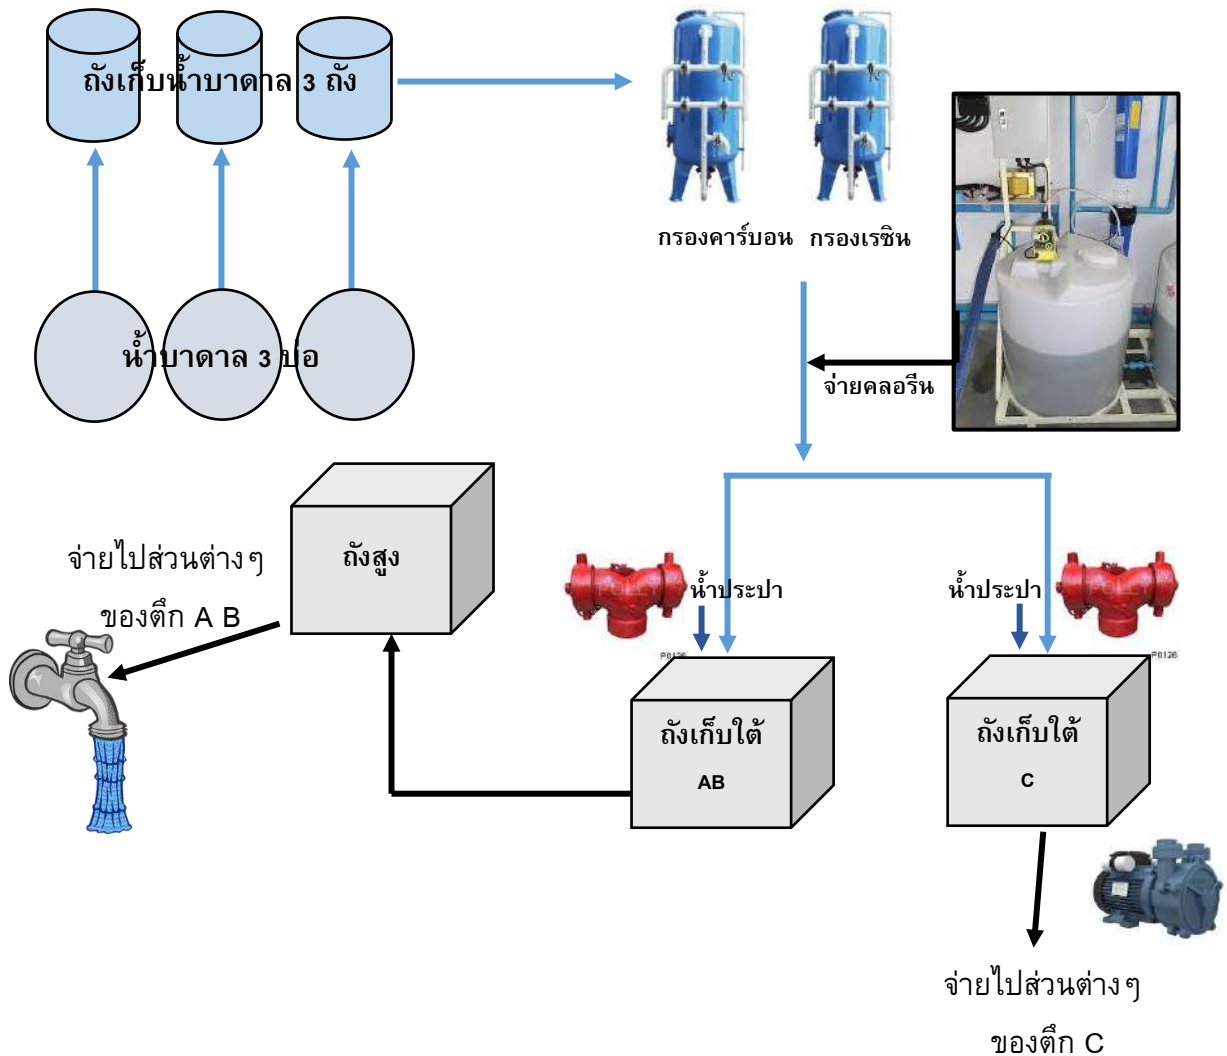 ถังเก็บน้ำบาดาล 3 ถัง
น้ำบาดาล 3 บ่อ
กรองคาร์บอน
กรองเรซิน
จ่ายคลอรีน
ถังสูง
จ่ายไปส่วนต่างๆ
ของตึก A B
น้ำประปา
น้ำประปา
P0126
P0126
ถังเก็บใต้
AB
ถังเก็บใต้
C
จ่ายไปส่วนต่างๆ
ของตึก C